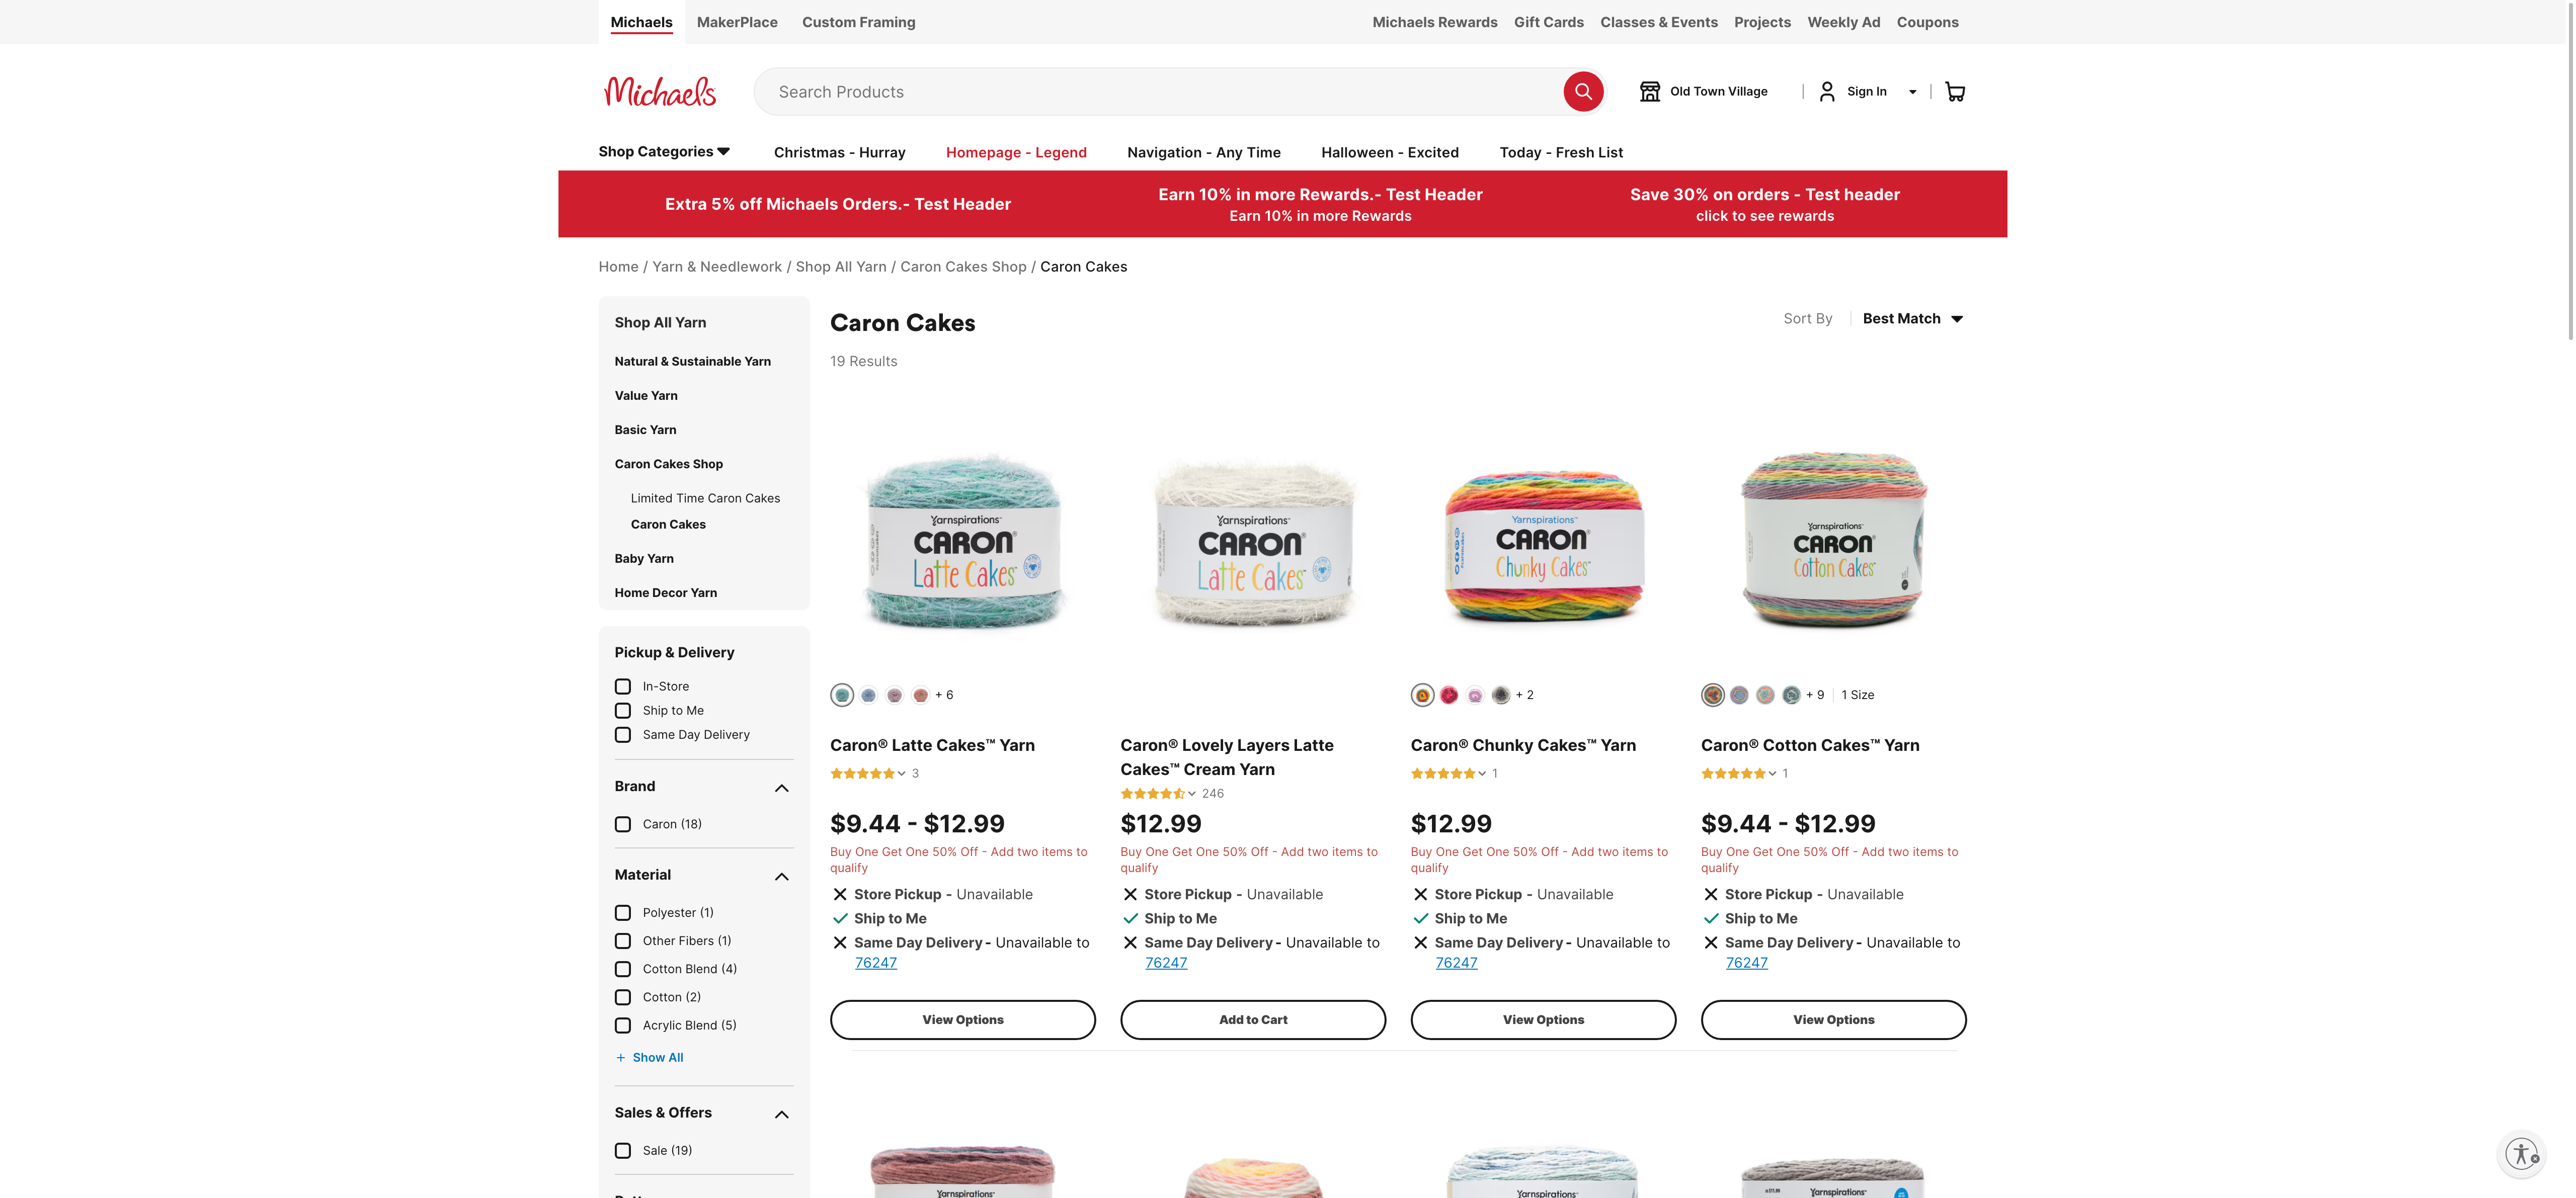 Michaels
MakerPlace
Custom Framing
Michaels Rewards
Gift Cards
Classes & Events
Projects
Weekly Ad
Coupons
Michaels
Search Products
Old Town Village
Sign In
Shop Categories
Christmas - Hurray
Homepage - Legend
Navigation - Any Time
Halloween - Excited
Today - Fresh List
Extra 5% off Michaels Orders.- Test Header
Earn 10% in more Rewards.- Test Header
Earn 10% in more Rewards
Save 30% on orders - Test header
click to see rewards
Home / Yarn & Needlework / Shop All Yarn / Caron Cakes Shop / Caron Cakes
Shop All Yarn
Natural & Sustainable Yarn
Value Yarn
Basic Yarn
Caron Cakes Shop
Limited Time Caron Cakes
Caron Cakes
Baby Yarn
Home Decor Yarn
Pickup & Delivery
In-Store
Ship to Me
Same Day Delivery
Brand
Caron (18)
Material
Polyester (1)
Other Fibers (1)
Cotton Blend (4)
Cotton (2)
Acrylic Blend (5)
+ Show All
Sales & Offers
Sale (19)
Caron Cakes
19 Results
Sort By
Best Match
Yarnspirations™
CARON®
Latte Cakes™
+ 6
Caron® Latte Cakes™ Yarn
3
$9.44 - $12.99
Buy One Get One 50% Off - Add two items to
qualify
Store Pickup - Unavailable
Ship to Me
Same Day Delivery - Unavailable to
76247
View Options
Yarnspirations™
CARON®
Latte Cakes™
Caron® Lovely Layers Latte
Cakes™ Cream Yarn
246
$12.99
Buy One Get One 50% Off - Add two items to
qualify
Store Pickup - Unavailable
Ship to Me
Same Day Delivery - Unavailable to
76247
Add to Cart
Yarnspirations™
CARON®
Chunky Cakes™
+ 2
Caron® Chunky Cakes™ Yarn
1
$12.99
Buy One Get One 50% Off - Add two items to
qualify
Store Pickup - Unavailable
Ship to Me
Same Day Delivery - Unavailable to
76247
View Options
Yarnspirations™
CARON®
Cotton Cakes™
+ 9
1 Size
Caron® Cotton Cakes™ Yarn
1
$9.44 - $12.99
Buy One Get One 50% Off - Add two items to
qualify
Store Pickup - Unavailable
Ship to Me
Same Day Delivery - Unavailable to
76247
View Options
Yarnspirations™
Yarnspirations™
Yarnspirations™
Yarnspirations™